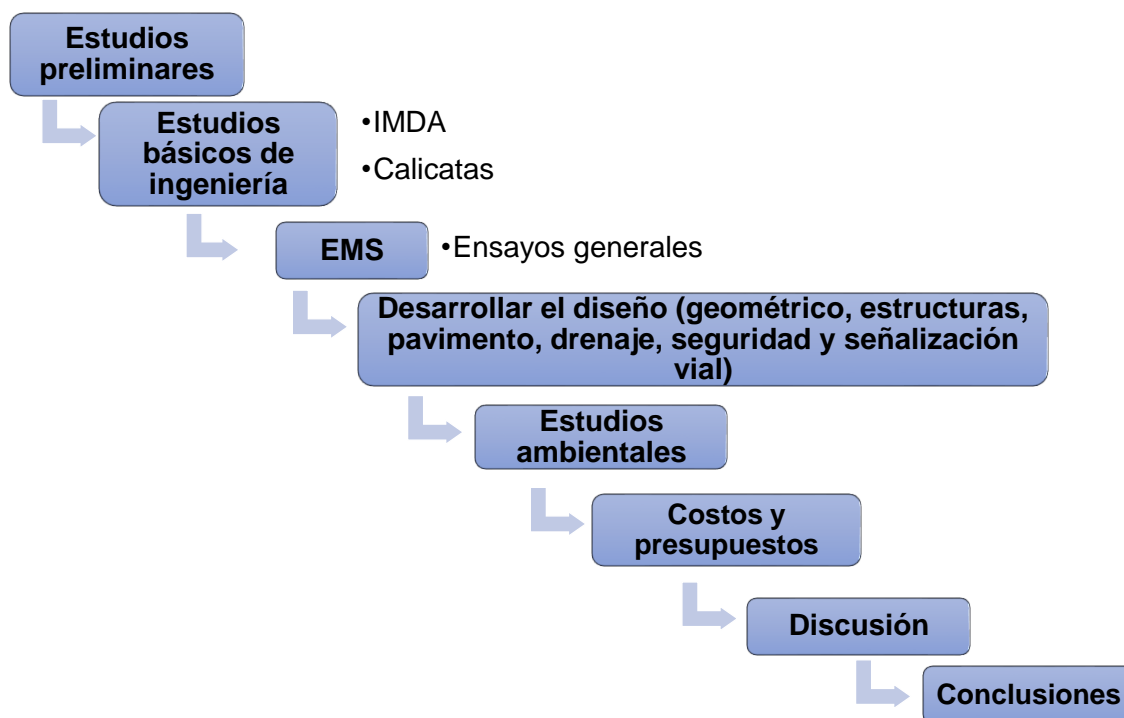 Estudios
preliminares
Estudios
básicos de
ingeniería
•IMDA
•Calicatas
EMS
•Ensayos generales
Desarrollar el diseño (geométrico, estructuras,
pavimento, drenaje, seguridad y señalización
vial)
Estudios
ambientales
Costos y
presupuestos
Discusión
Conclusiones